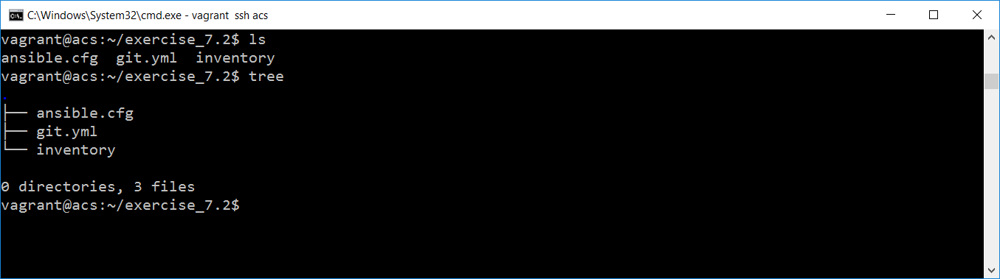 C:\Windows\System32\cmd.exe - vagrant  ssh acs
vagrant@acs:~/exercise_7.2$ ls
ansible.cfg  git.yml  inventory
vagrant@acs:~/exercise_7.2$ tree
.
├── ansible.cfg
├── git.yml
└── inventory
0 directories, 3 files
vagrant@acs:~/exercise_7.2$